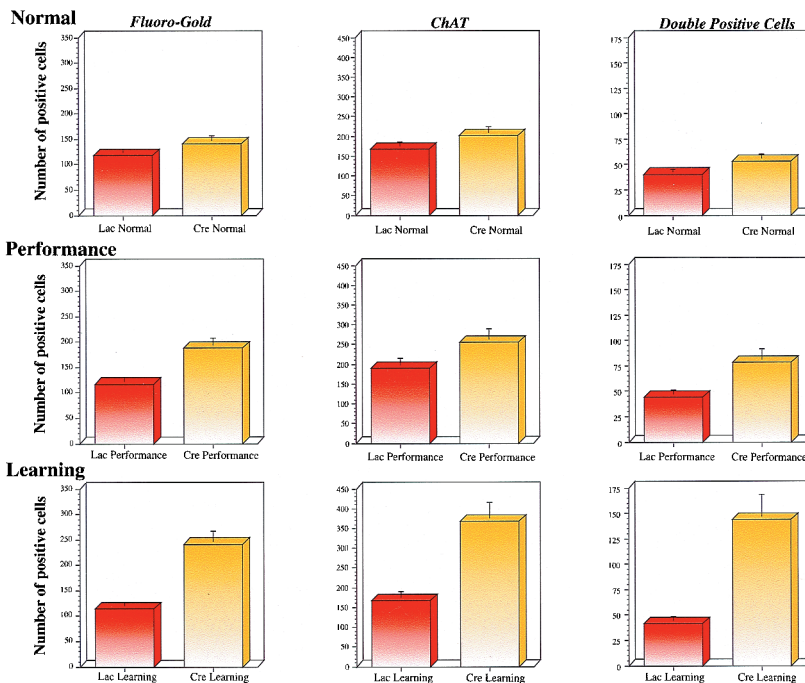 Normal
Fluoro-Gold
ChAT
Double Positive Cells
Number of positive cells
350
300
250
200
150
100
50
0
Lac Normal
Cre Normal
450
400
350
300
250
200
150
100
50
0
Lac Normal
Cre Normal
175
150
125
100
75
50
25
0
Lac Normal
Cre Normal
Performance
Number of positive cells
350
300
250
200
150
100
50
0
Lac Performance
Cre Performance
450
400
350
300
250
200
150
100
50
0
Lac Performance
Cre Performance
175
150
125
100
75
50
25
0
Lac Performance
Cre Performance
Learning
Number of positive cells
350
300
250
200
150
100
50
0
Lac Learning
Cre Learning
450
400
350
300
250
200
150
100
50
0
Lac Learning
Cre Learning
175
150
125
100
75
50
25
0
Lac Learning
Cre Learning